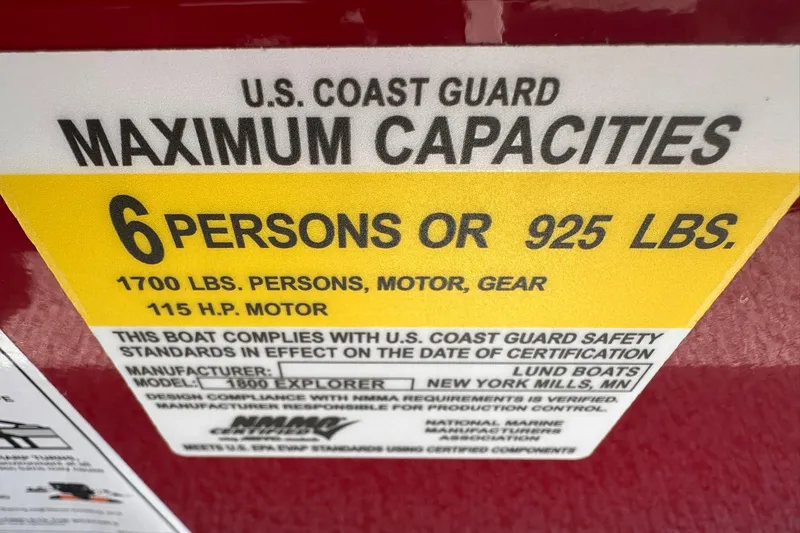 U.S. COAST GUARD
MAXIMUM CAPACITIES
6 PERSONS OR 925 LBS.
1700 LBS. PERSONS, MOTOR, GEAR
115 H.P. MOTOR
THIS BOAT COMPLIES WITH U.S. COAST GUARD SAFETY
STANDARDS IN EFFECT ON THE DATE OF CERTIFICATION
MANUFACTURER: LUND BOATS
MODEL: 1800 EXPLORER NEW YORK MILLS, MN
DESIGN COMPLIANCE WITH NMMA REQUIREMENTS IS VERIFIED.
MANUFACTURER RESPONSIBLE FOR PRODUCTION CONTROL.
NMMA
CERTIFIED
NATIONAL MARINE
MANUFACTURERS
ASSOCIATION
MEETS U.S. EPA EVAP STANDARDS USING CERTIFIED COMPONENTS